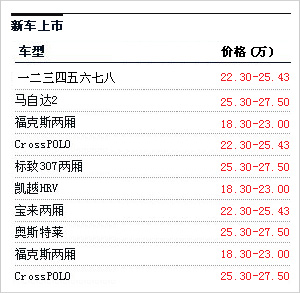 新车上市
车型 价格(万)
一二三四五六七八 22.30-25.43
马自达2 25.30-27.50
福克斯两厢 18.30-23.00
CrossPOLO 22.30-25.43
标致307两厢 25.30-27.50
凯越HRV 18.30-23.00
宝来两厢 22.30-25.43
奥斯特莱 25.30-27.50
福克斯两厢 18.30-23.00
CrossPOLO 25.30-27.50